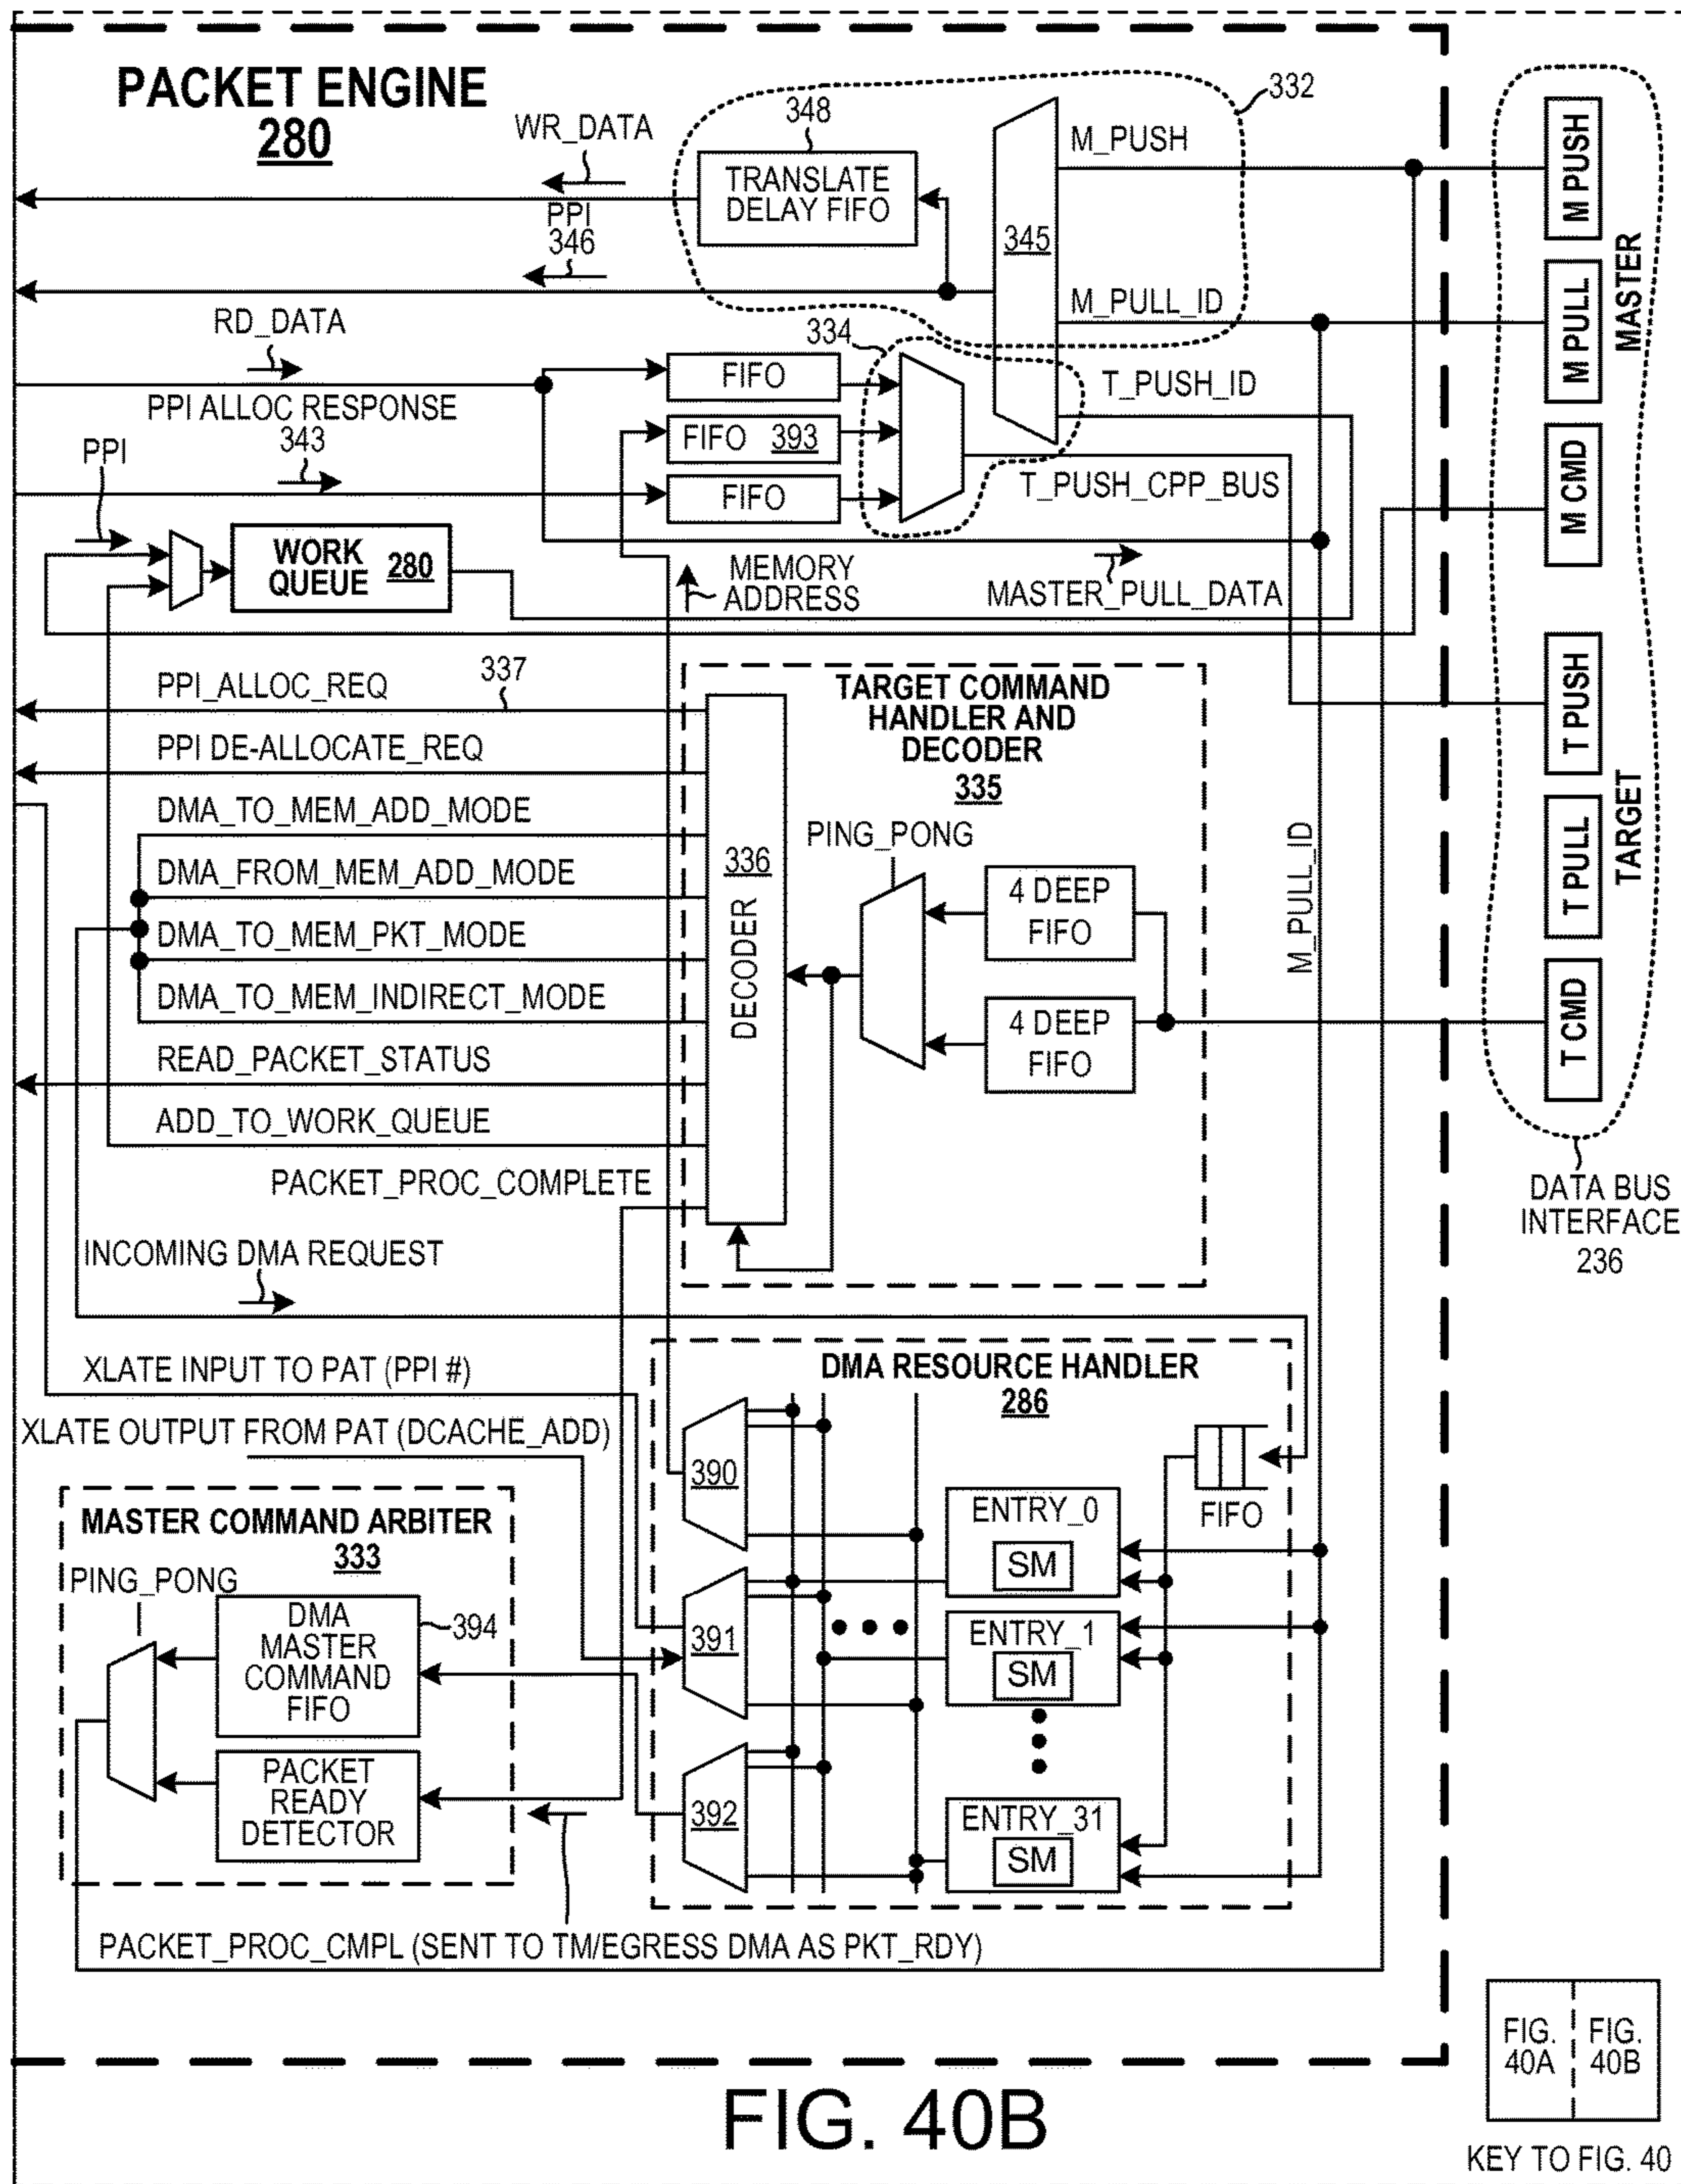 PACKET ENGINE
280
332
348
WR_DATA
M_PUSH
TRANSLATE
DELAY FIFO
PPI
346
345
M_PULL_ID
RD_DATA
334
FIFO
T_PUSH_ID
PPI ALLOC RESPONSE
FIFO 393
343
PPI
FIFO
T_PUSH_CPP_BUS
WORK
QUEUE 280
MEMORY
ADDRESS
MASTER_PULL_DATA
M PUSH
M PULL
MASTER
M CMD
T PUSH
T PULL
TARGET
T CMD
DATA BUS
INTERFACE
236
PPI_ALLOC_REQ
337
TARGET COMMAND
HANDLER AND
DECODER
335
PPI DE-ALLOCATE_REQ
DMA_TO_MEM_ADD_MODE
DMA_FROM_MEM_ADD_MODE
DMA_TO_MEM_PKT_MODE
DMA_TO_MEM_INDIRECT_MODE
READ_PACKET_STATUS
ADD_TO_WORK_QUEUE
PACKET_PROC_COMPLETE
336
DECODER
PING_PONG
4 DEEP
FIFO
4 DEEP
FIFO
M_PULL_ID
INCOMING DMA REQUEST
XLATE INPUT TO PAT (PPI #)
XLATE OUTPUT FROM PAT (DCACHE_ADD)
DMA RESOURCE HANDLER
286
390
FIFO
ENTRY_0
SM
391
ENTRY_1
SM
392
ENTRY_31
SM
MASTER COMMAND ARBITER
333
PING_PONG
DMA
MASTER
COMMAND
FIFO
394
PACKET
READY
DETECTOR
PACKET_PROC_CMPL (SENT TO TM/EGRESS DMA AS PKT_RDY)
FIG.
40A
FIG.
40B
KEY TO FIG. 40
FIG. 40B